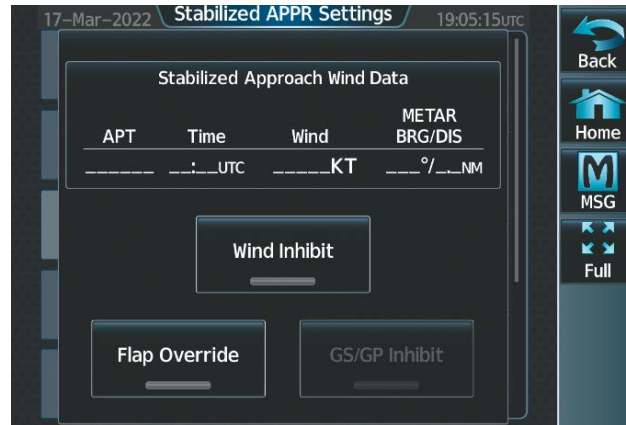 17–Mar–2022 Stabilized APPR Settings 19:05:15UTC
Back
Stabilized Approach Wind Data
APT Time Wind METAR BRG/DIS
______ __:__UTC _____KT ___°/_._NM
Home
MSG
Wind Inhibit
Full
Flap Override GS/GP Inhibit